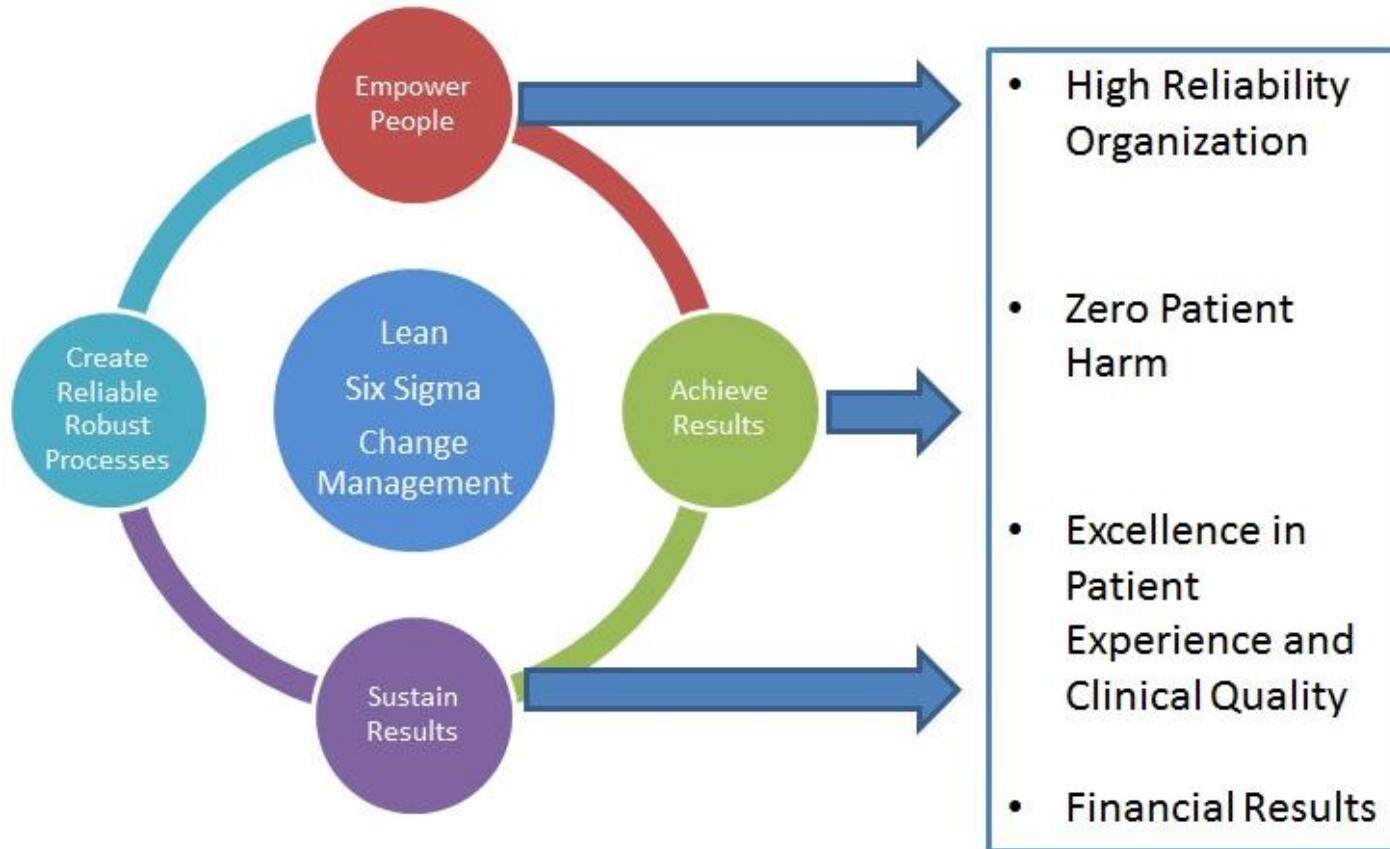 Empower
People
Create
Reliable
Robust
Processes
Lean
Six Sigma
Change
Management
Achieve
Results
Sustain
Results
• High Reliability
Organization
• Zero Patient
Harm
• Excellence in
Patient
Experience and
Clinical Quality
• Financial Results